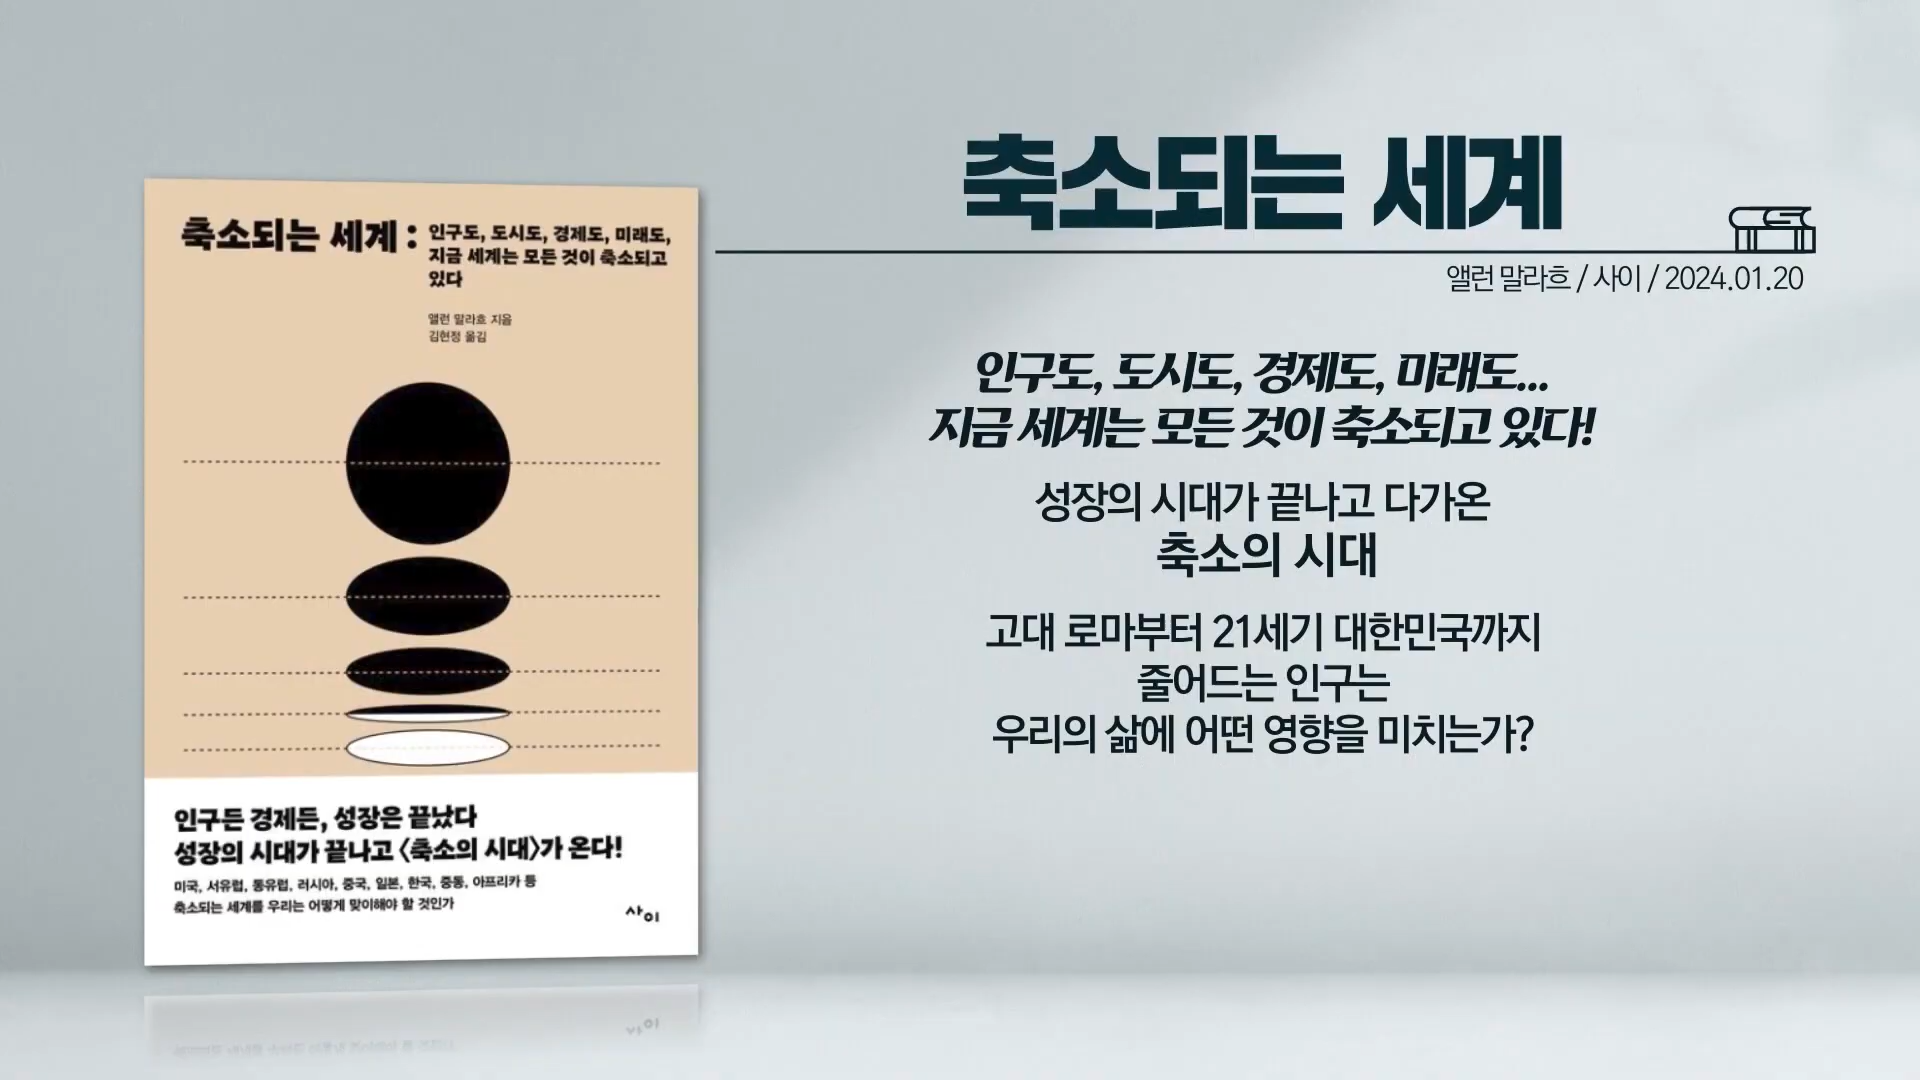 축소되는 세계 :
인구도, 도시도, 경제도, 미래도,
지금 세계는 모든 것이 축소되고
있다
앨런 말라흐 지음
김현정 옮김
인구든 경제든, 성장은 끝났다
성장의 시대가 끝나고 〈축소의 시대〉가 온다!
미국, 서유럽, 동유럽, 러시아, 중국, 일본, 한국, 중동, 아프리카 등
축소되는 세계를 우리는 어떻게 맞이해야 할 것인가
사이
축소되는 세계
앨런 말라흐 / 사이 / 2024.01.20
인구도, 도시도, 경제도, 미래도...
지금 세계는 모든 것이 축소되고 있다!
성장의 시대가 끝나고 다가온
축소의 시대
고대 로마부터 21세기 대한민국까지
줄어드는 인구는
우리의 삶에 어떤 영향을 미치는가?